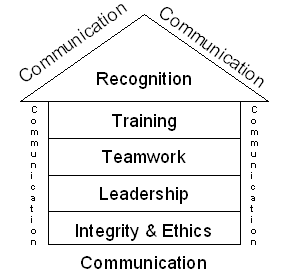 Communication
Communication
Recognition
Communication
Training
Teamwork
Leadership
Integrity & Ethics
Communication
Communication